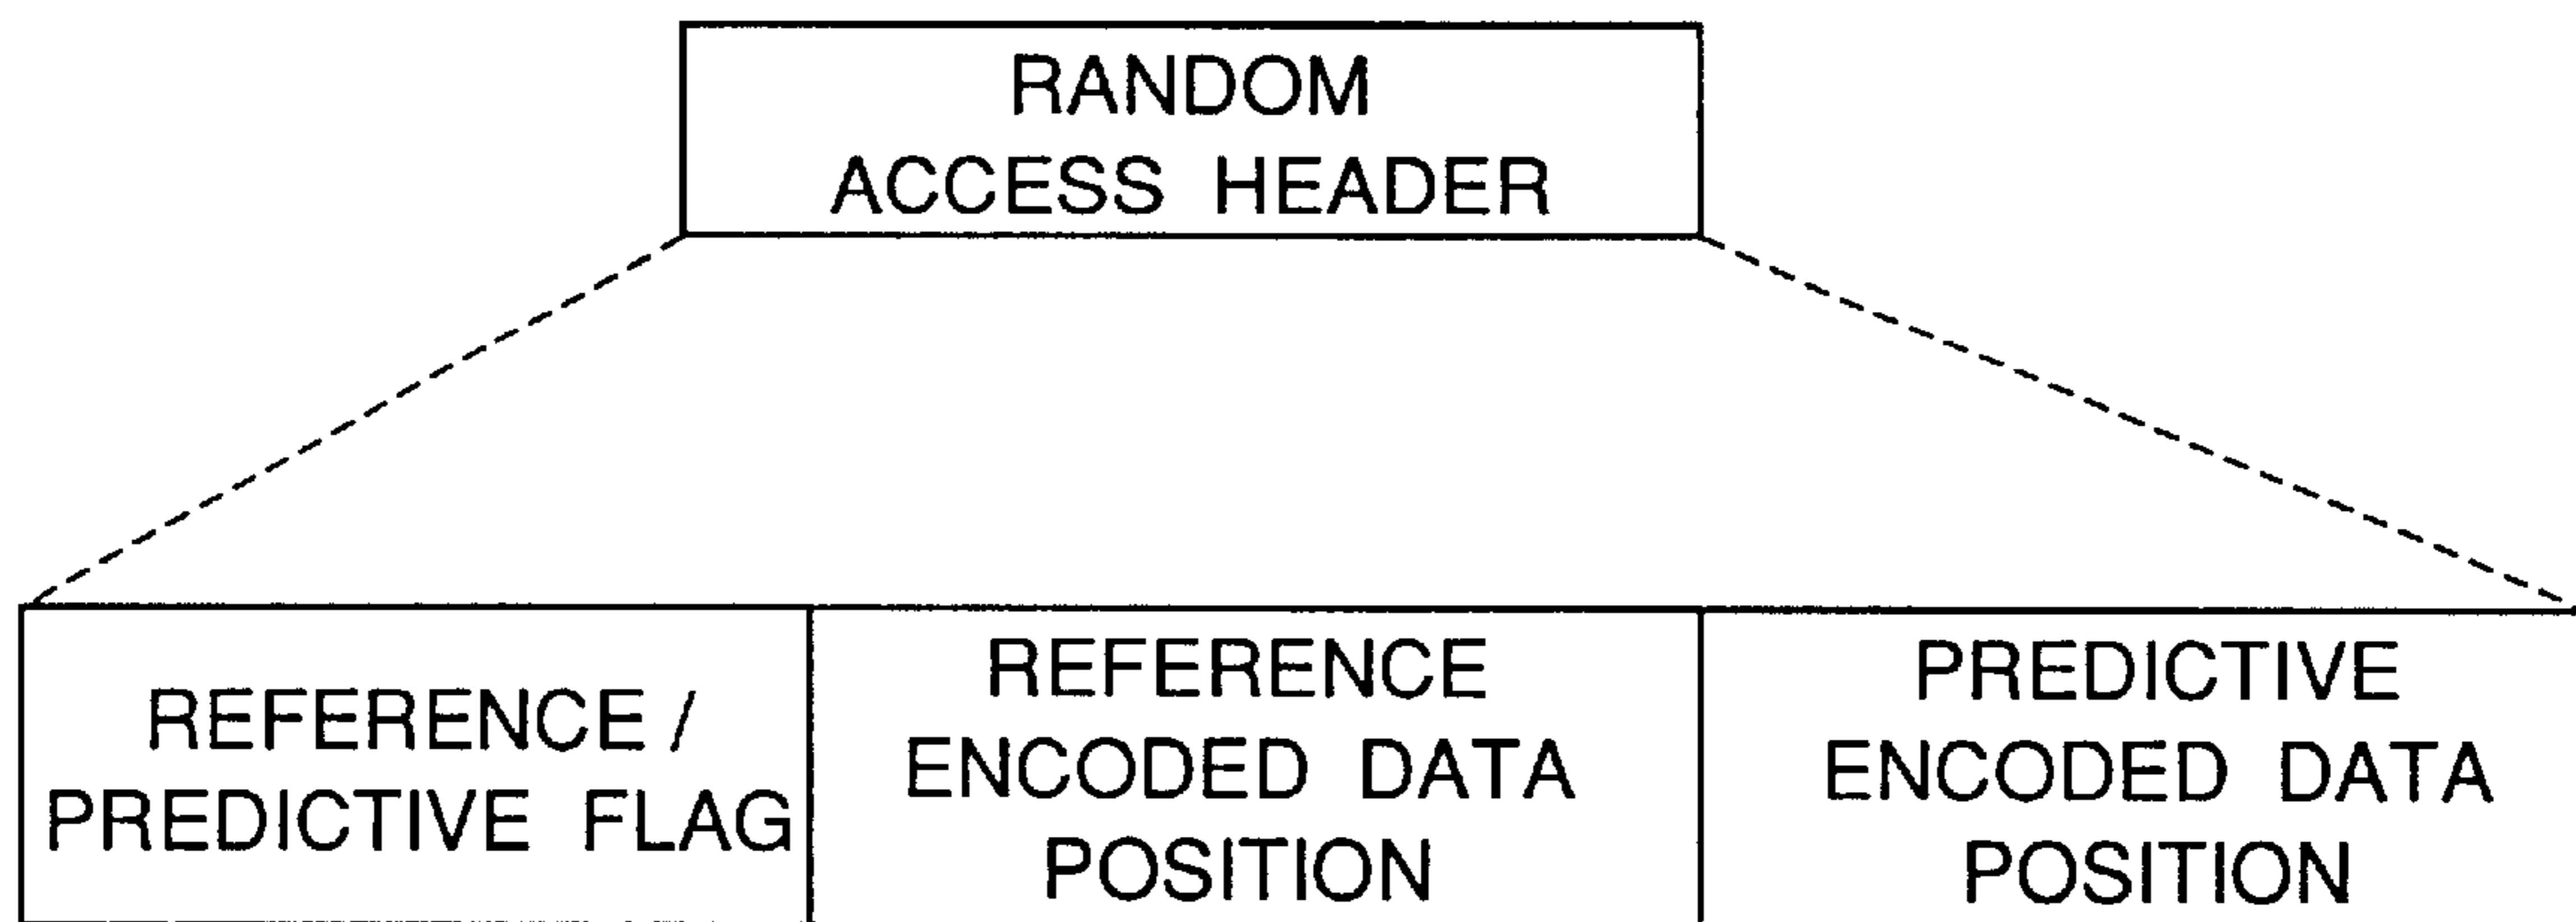 RANDOM
ACCESS HEADER
REFERENCE /
PREDICTIVE FLAG
REFERENCE
ENCODED DATA
POSITION
PREDICTIVE
ENCODED DATA
POSITION